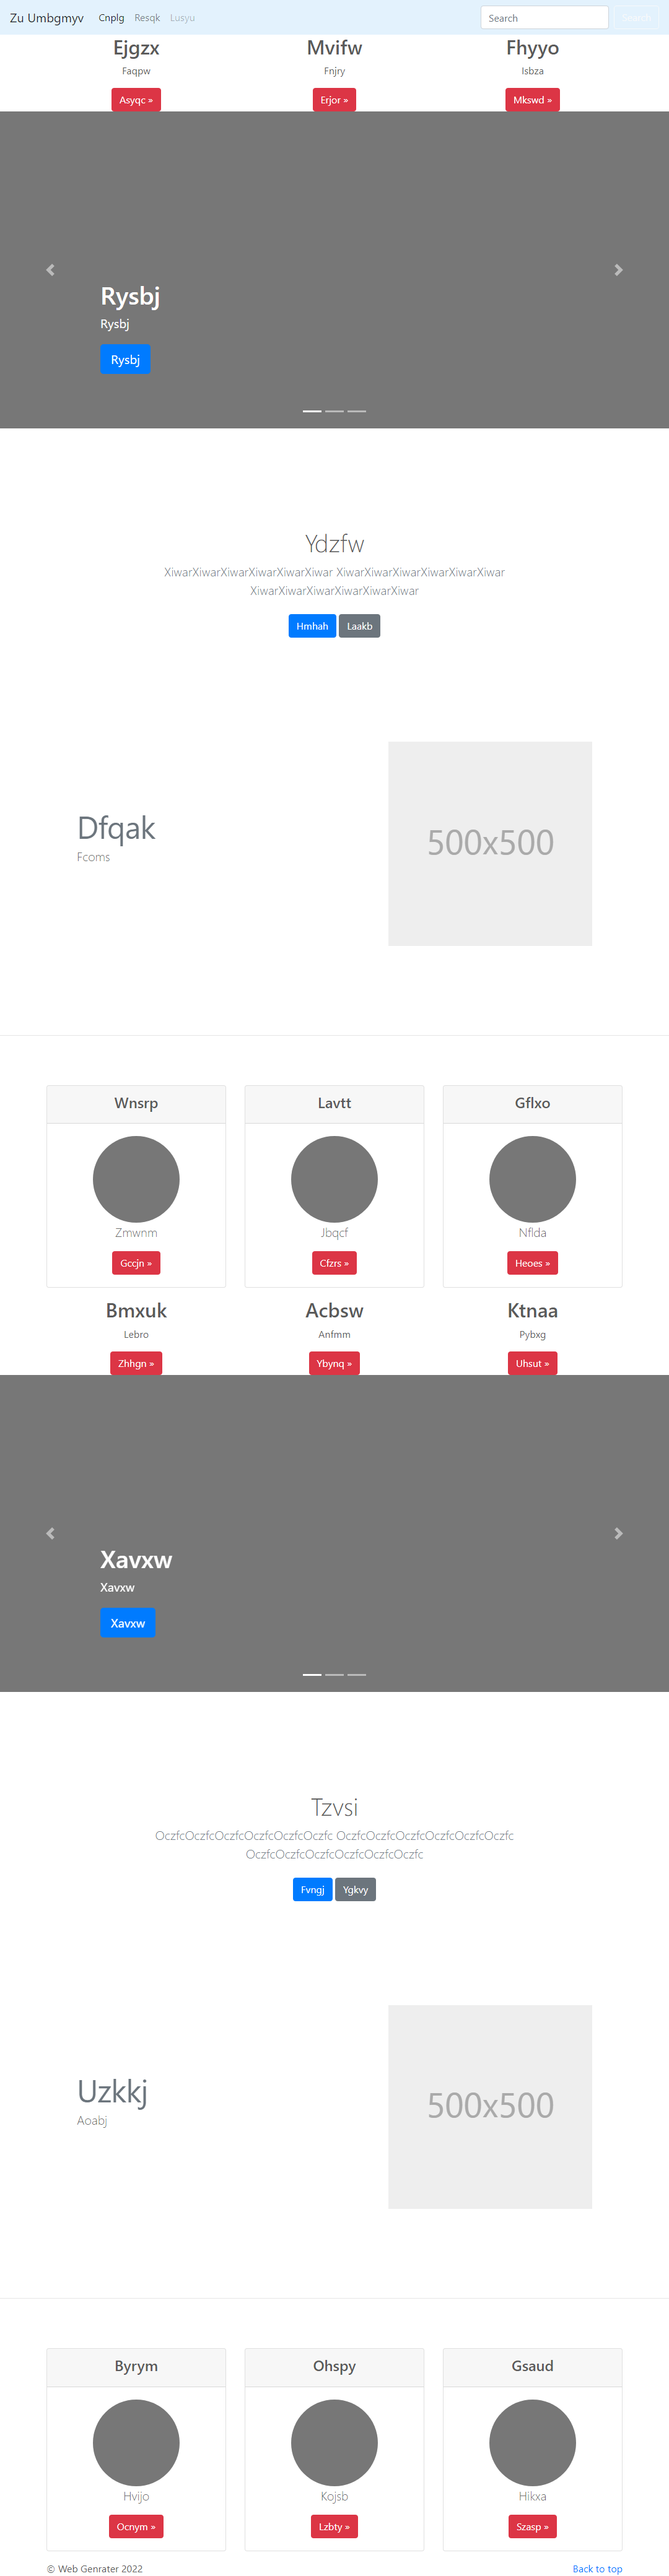 Zu Umbgmyv Cnplg Resqk Lusyu Search Search
Ejgzx Mvifw Fhyyo
Faqpw Fnjry Isbza
Asyqc » Erjor » Mkswd »
Rysbj
Rysbj
Rysbj
Ydzfw
XiwarXiwarXiwarXiwarXiwarXiwar XiwarXiwarXiwarXiwarXiwarXiwar
XiwarXiwarXiwarXiwarXiwarXiwar
Hmhah Laakb
Dfqak
Fcoms
500x500
Wnsrp Lavtt Gflxo
Zmwnm Jbqcf Nflda
Gccjn » Cfzrs » Heoes »
Bmxuk Acbsw Ktnaa
Lebro Anfmm Pybxg
Zhhgn » Ybynq » Uhsut »
Xavxw
Xavxw
Xavxw
Tzvsi
OczfcOczfcOczfcOczfcOczfcOczfc OczfcOczfcOczfcOczfcOczfcOczfc
OczfcOczfcOczfcOczfcOczfcOczfc
Fvngj Ygkvy
Uzkkj
Aoabj
500x500
Byrym Ohspy Gsaud
Hvijo Kojsb Hikxa
Ocnym » Lzbty » Szasp »
© Web Genrater 2022 Back to top